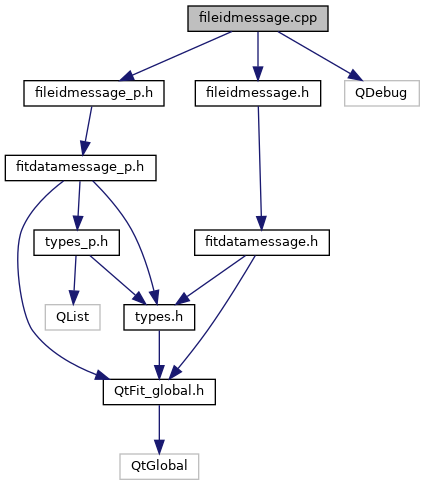 fileidmessage.cpp
fileidmessage_p.h
fileidmessage.h
QDebug
fitdatamessage_p.h
types_p.h
fitdatamessage.h
QList
types.h
QtFit_global.h
QtGlobal